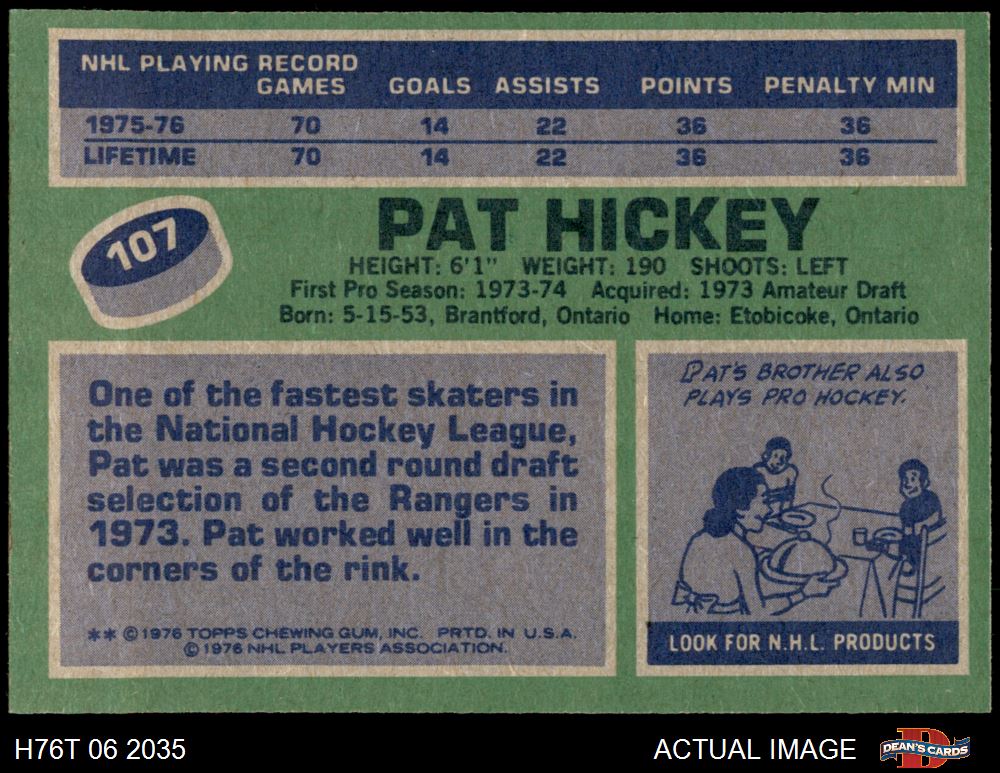 NHL PLAYING RECORD
GAMES GOALS ASSISTS POINTS PENALTY MIN
1975-76 70 14 22 36 36
LIFETIME 70 14 22 36 36
107
PAT HICKEY
HEIGHT: 6'1" WEIGHT: 190 SHOOTS: LEFT
First Pro Season: 1973-74 Acquired: 1973 Amateur Draft
Born: 5-15-53, Brantford, Ontario Home: Etobicoke, Ontario
One of the fastest skaters in
the National Hockey League,
Pat was a second round draft
selection of the Rangers in
1973. Pat worked well in the
corners of the rink.
** © 1976 TOPPS CHEWING GUM, INC. PRTD. IN U.S.A.
© 1976 NHL PLAYERS ASSOCIATION.
PAT'S BROTHER ALSO
PLAYS PRO HOCKEY.
LOOK FOR N.H.L. PRODUCTS
H76T 06 2035 ACTUAL IMAGE
D
DEAN'S CARDS